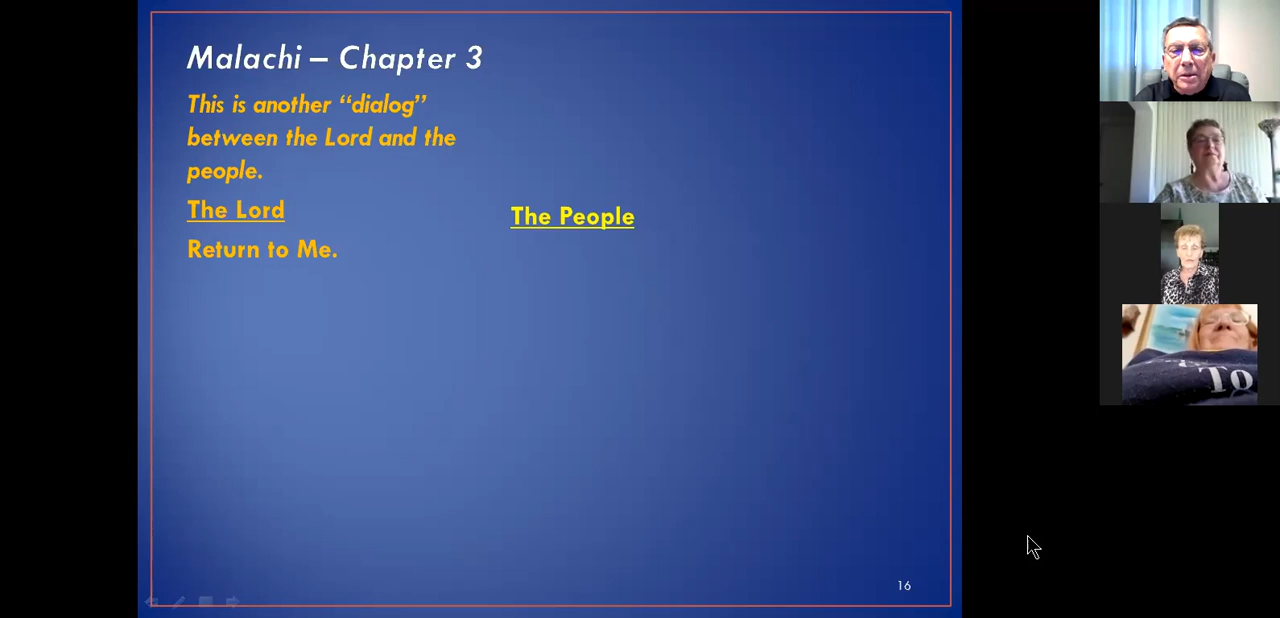 Malachi – Chapter 3
This is another “dialog”
between the Lord and the
people.
The Lord
The People
Return to Me.
To
16